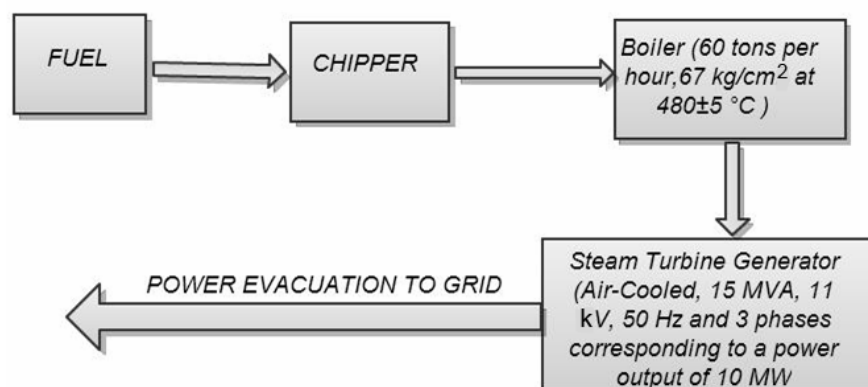 FUEL
CHIPPER
Boiler (60 tons per
hour,67 kg/cm² at
480±5 °C )
POWER EVACUATION TO GRID
Steam Turbine Generator
(Air-Cooled, 15 MVA, 11
kV, 50 Hz and 3 phases
corresponding to a power
output of 10 MW